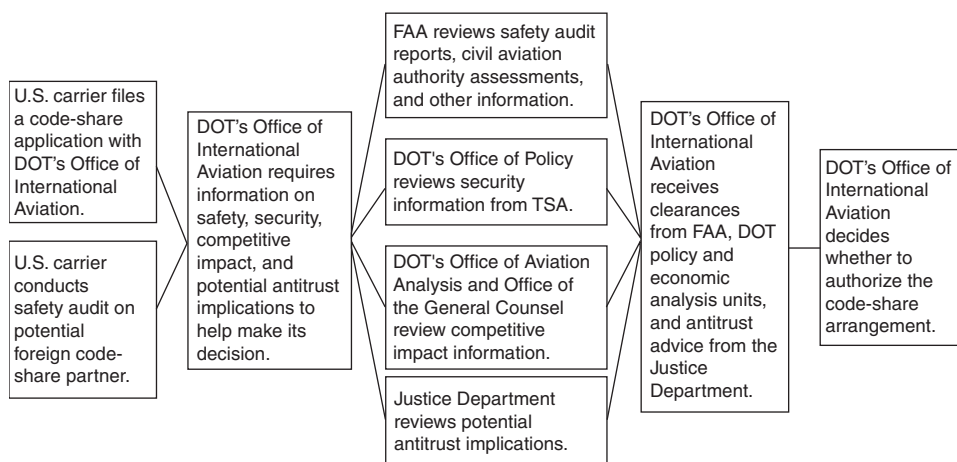 U.S. carrier files
a code-share
application with
DOT's Office of
International
Aviation.
U.S. carrier
conducts
safety audit on
potential
foreign code-
share partner.
DOT's Office of
International
Aviation requires
information on
safety, security,
competitive
impact, and
potential antitrust
implications to
help make its
decision.
FAA reviews safety audit
reports, civil aviation
authority assessments,
and other information.
DOT's Office of Policy
reviews security
information from TSA.
DOT's Office of Aviation
Analysis and Office of
the General Counsel
review competitive
impact information.
Justice Department
reviews potential
antitrust implications.
DOT's Office of
International
Aviation
receives
clearances
from FAA, DOT
policy and
economic
analysis units,
and antitrust
advice from the
Justice
Department.
DOT's Office of
International
Aviation
decides
whether to
authorize the
code-share
arrangement.